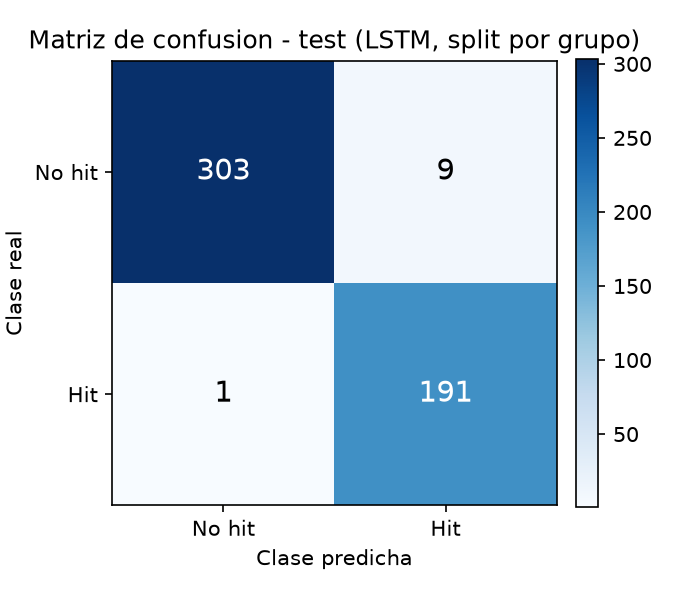 Matriz de confusion - test (LSTM, split por grupo)
300
250
200
150
100
50
Clase real
No hit
303
9
Hit
1
191
No hit
Hit
Clase predicha